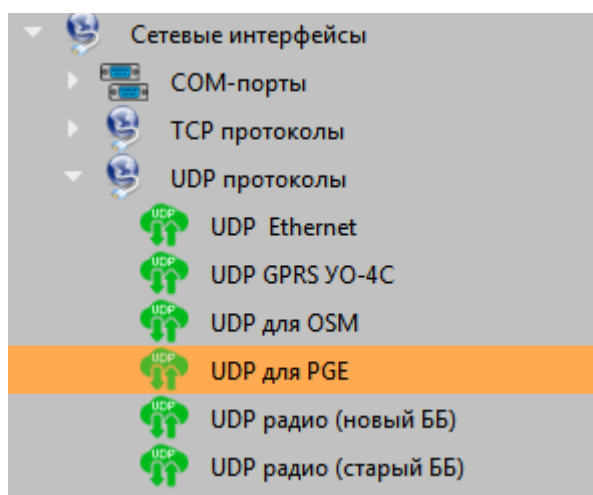 Сетевые интерфейсы
COM-порты
TCP протоколы
UDP протоколы
UDP Ethernet
UDP GPRS УО-4С
UDP для OSM
UDP для PGE
UDP радио (новый ББ)
UDP радио (старый ББ)